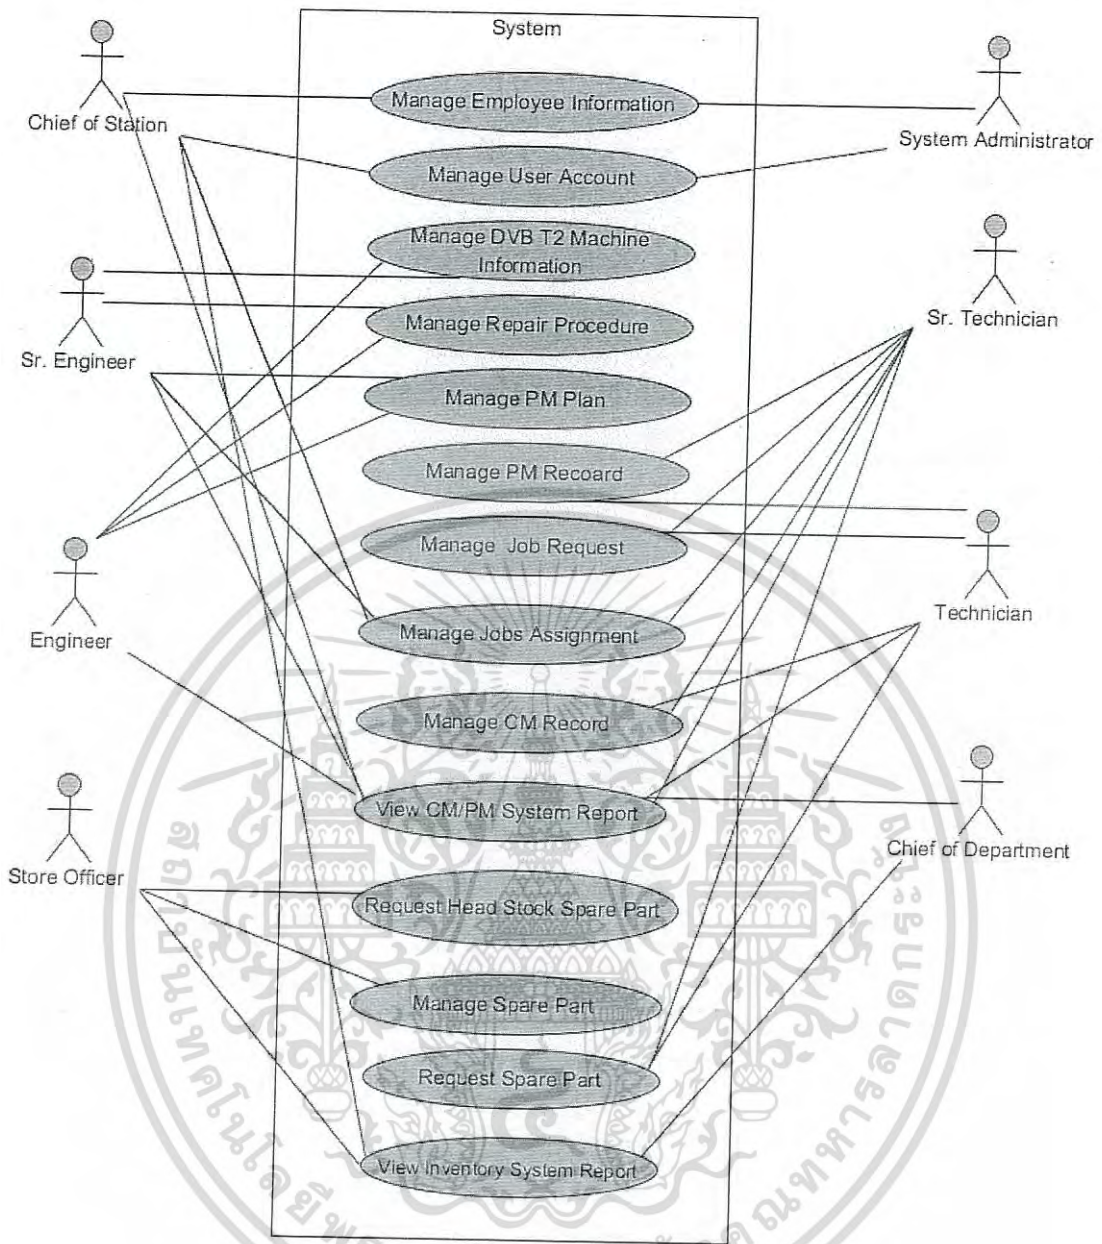 System
Chief of Station
Manage Employee Information
System Administrator
Manage User Account
Manage DVB T2 Machine
Information
Sr. Engineer
Manage Repair Procedure
Sr. Technician
Manage PM Plan
Manage PM Recoard
Manage Job Request
Engineer
Manage Jobs Assignment
Technician
Manage CM Record
View CM/PM System Report
Store Officer
Chief of Department
Request Head Stock Spare Part
Manage Spare Part
Request Spare Part
View Inventory System Report